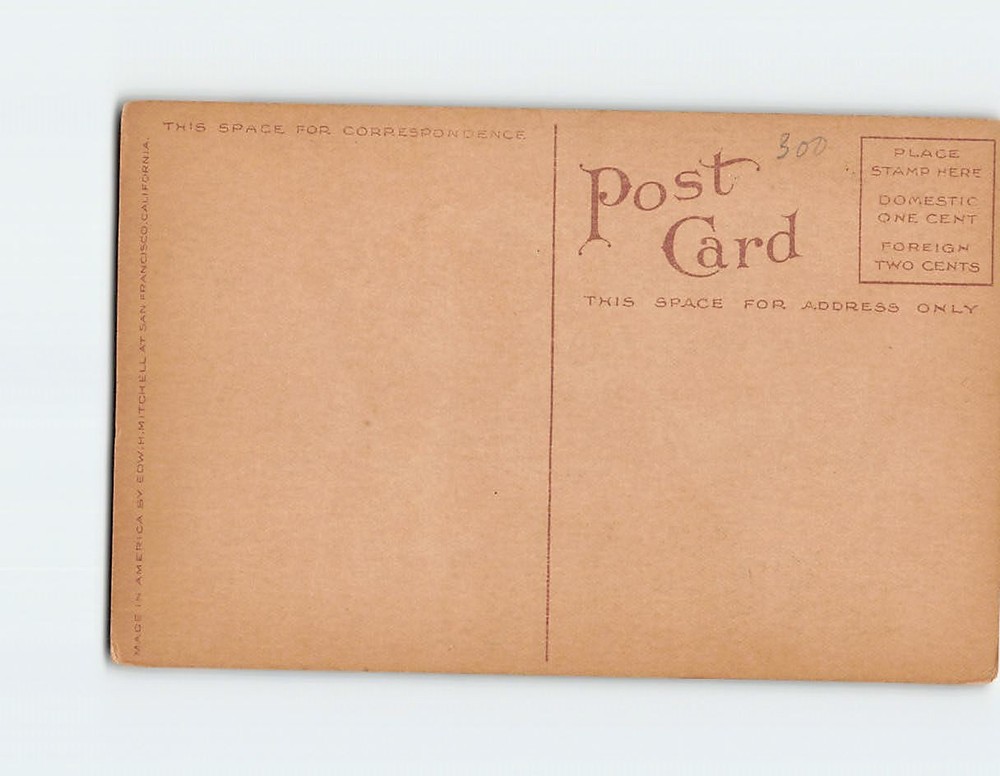 THIS SPACE FOR CORRESPONDENCE
MADE IN AMERICA BY EDW. H. MITCHELL AT SAN FRANCISCO, CALIFORNIA.
300
Post
Card
PLACE
STAMP HERE
DOMESTIC
ONE CENT
FOREIGN
TWO CENTS
THIS SPACE FOR ADDRESS ONLY